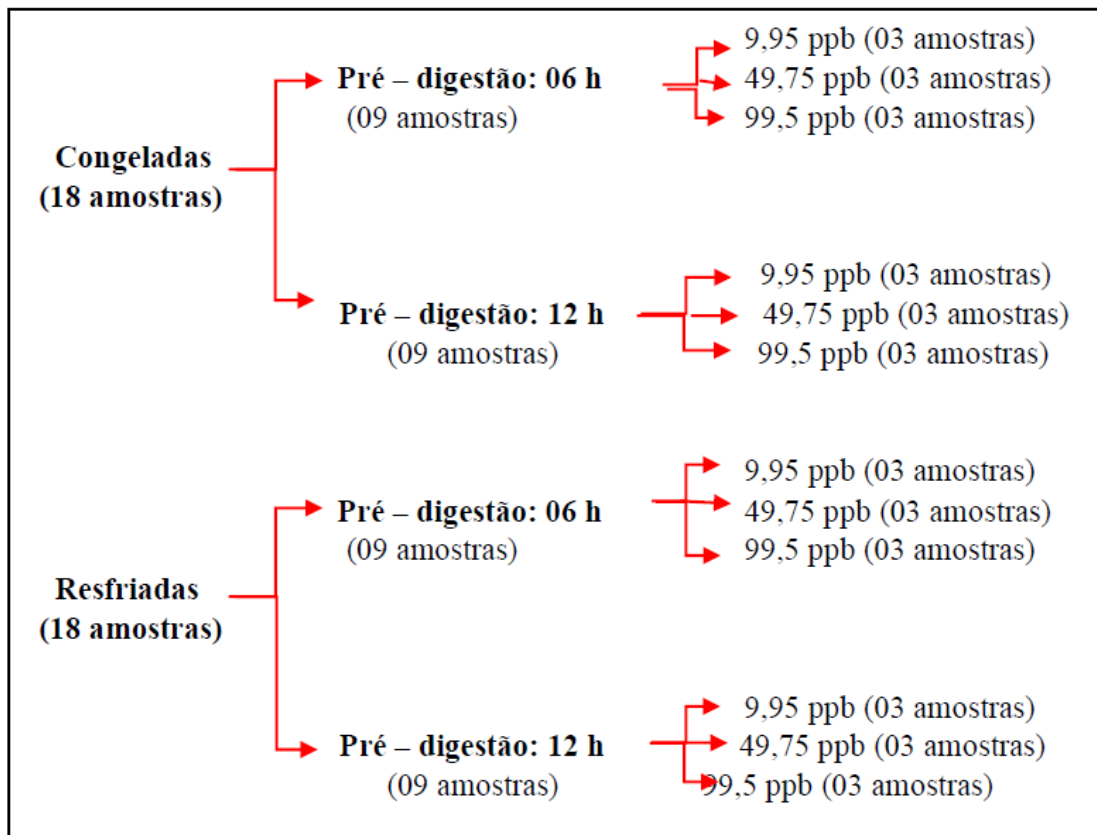 Congeladas
(18 amostras)
Pré – digestão: 06 h
(09 amostras)
9,95 ppb (03 amostras)
49,75 ppb (03 amostras)
99,5 ppb (03 amostras)
Pré – digestão: 12 h
(09 amostras)
9,95 ppb (03 amostras)
49,75 ppb (03 amostras)
99,5 ppb (03 amostras)
Resfriadas
(18 amostras)
Pré – digestão: 06 h
(09 amostras)
9,95 ppb (03 amostras)
49,75 ppb (03 amostras)
99,5 ppb (03 amostras)
Pré – digestão: 12 h
(09 amostras)
9,95 ppb (03 amostras)
49,75 ppb (03 amostras)
99,5 ppb (03 amostras)